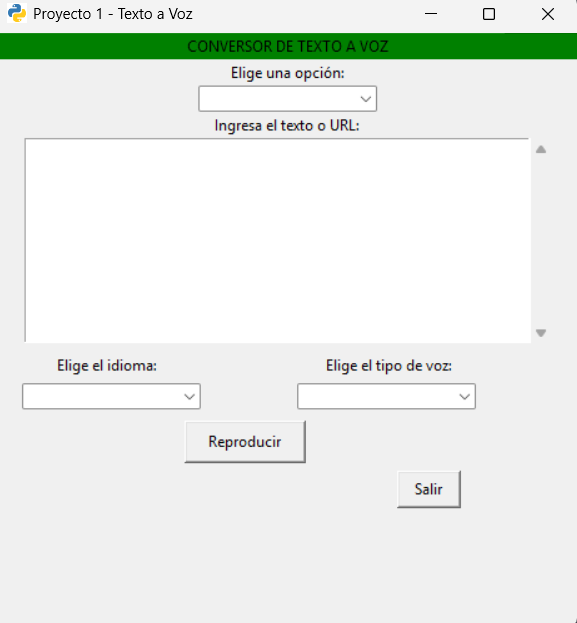 Proyecto 1 - Texto a Voz
CONVERSOR DE TEXTO A VOZ
Elige una opción:
Ingresa el texto o URL:
Elige el idioma:
Elige el tipo de voz:
Reproducir
Salir